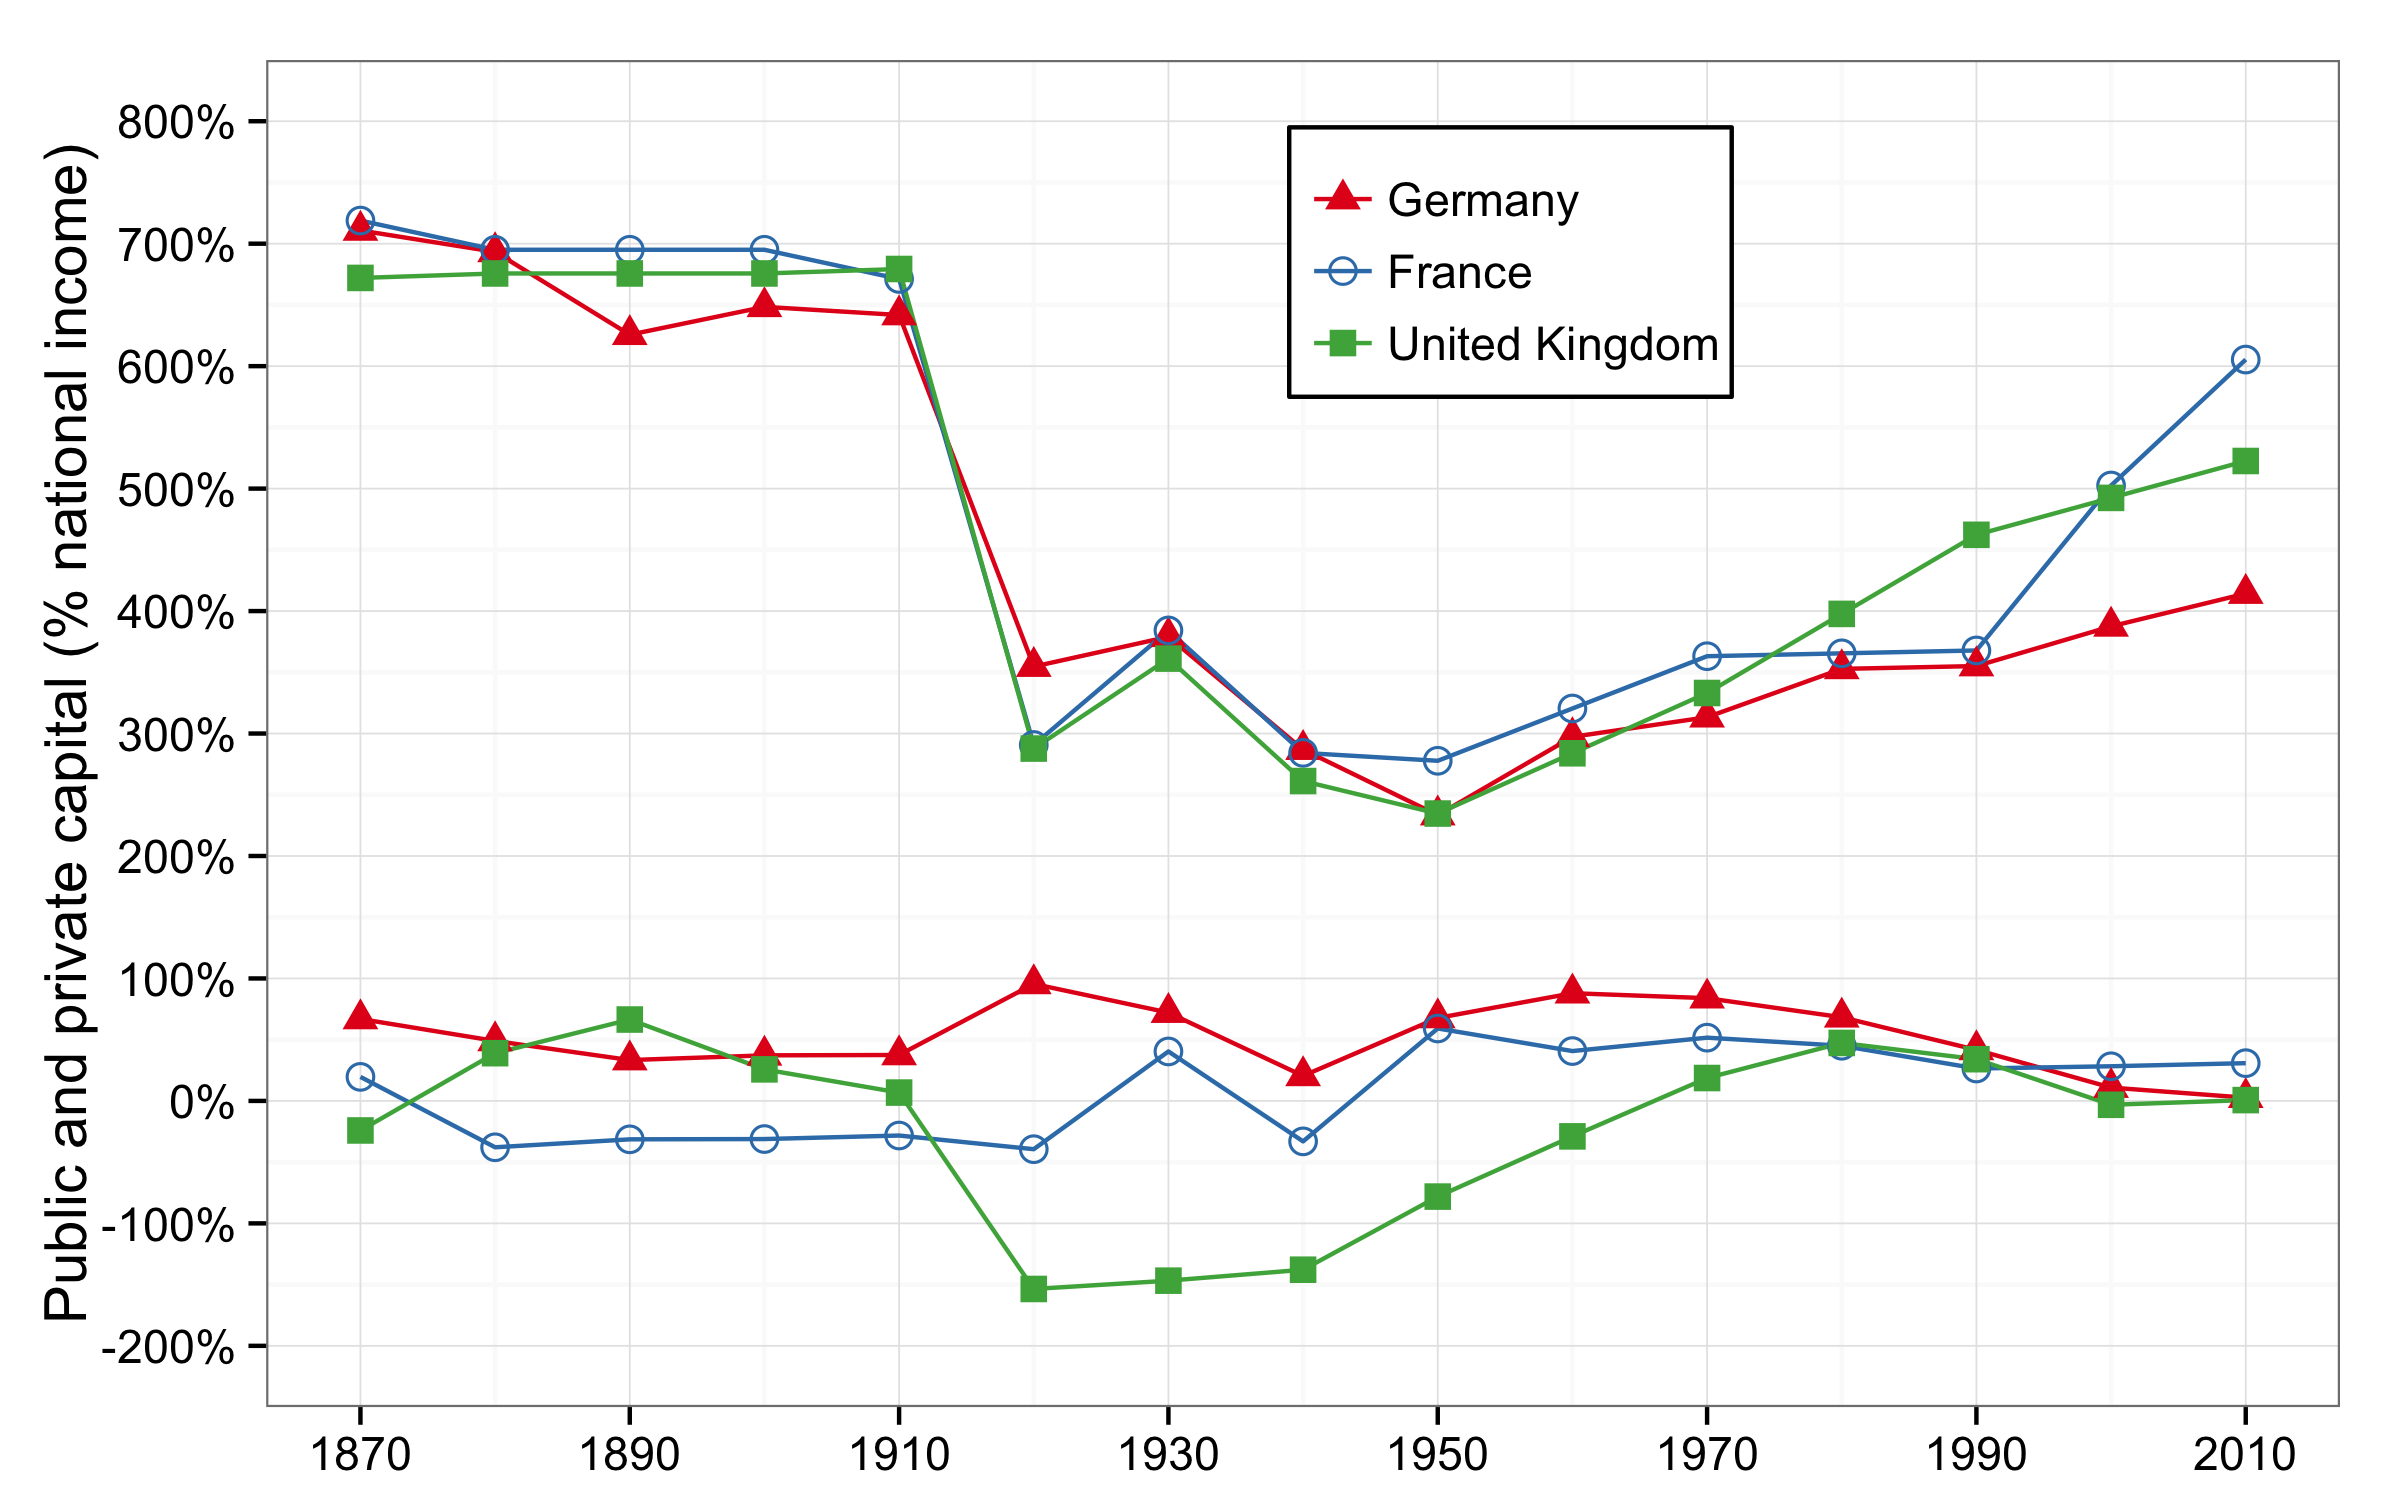 Public and private capital (% national income)
800%
700%
600%
500%
400%
300%
200%
100%
0%
-100%
-200%
Germany
France
United Kingdom
1870 1890 1910 1930 1950 1970 1990 2010